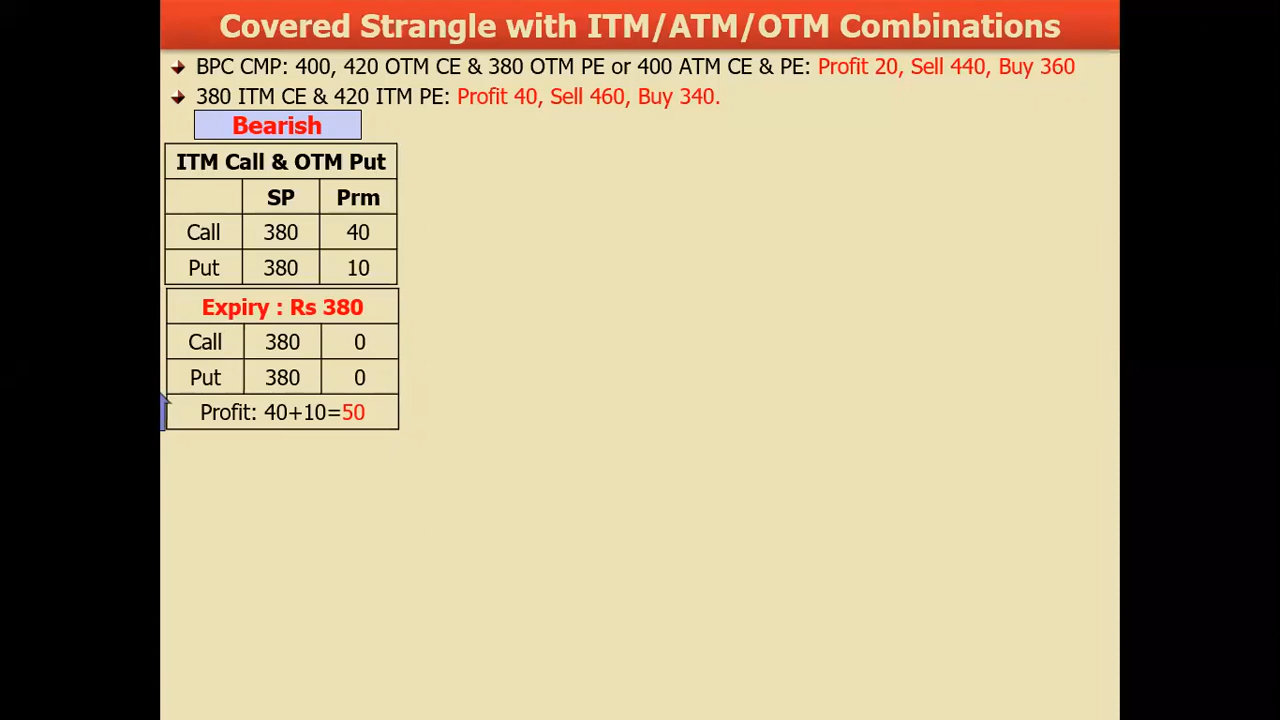 Covered Strangle with ITM/ATM/OTM Combinations
BPC CMP: 400, 420 OTM CE & 380 OTM PE or 400 ATM CE & PE: Profit 20, Sell 440, Buy 360
380 ITM CE & 420 ITM PE: Profit 40, Sell 460, Buy 340.
Bearish
ITM Call & OTM Put
SP Prm
Call 380 40
Put 380 10
Expiry : Rs 380
Call 380 0
Put 380 0
Profit: 40+10=50